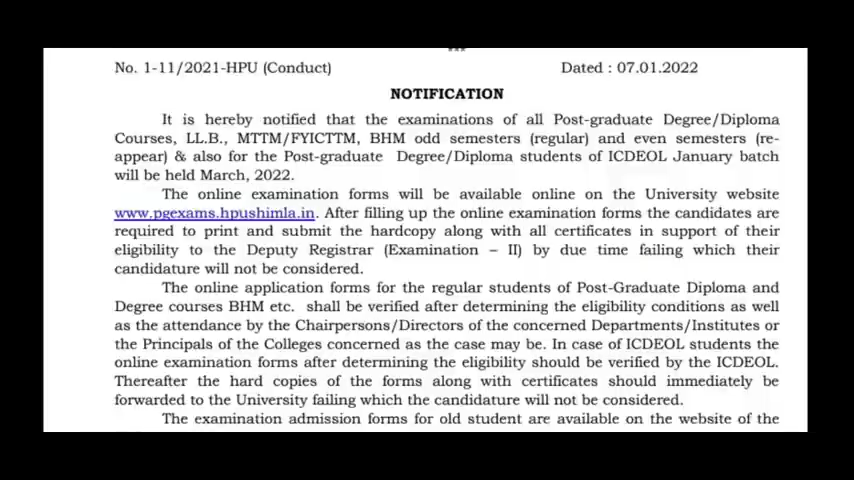 ***
No. 1-11/2021-HPU (Conduct) Dated : 07.01.2022
NOTIFICATION
It is hereby notified that the examinations of all Post-graduate Degree/Diploma
Courses, LL.B., MTTM/FYICTTM, BHM odd semesters (regular) and even semesters (re-
appear) & also for the Post-graduate Degree/Diploma students of ICDEOL January batch
will be held March, 2022.
The online examination forms will be available online on the University website
www.pgexams.hpushimla.in. After filling up the online examination forms the candidates are
required to print and submit the hardcopy along with all certificates in support of their
eligibility to the Deputy Registrar (Examination – II) by due time failing which their
candidature will not be considered.
The online application forms for the regular students of Post-Graduate Diploma and
Degree courses BHM etc. shall be verified after determining the eligibility conditions as well
as the attendance by the Chairpersons/Directors of the concerned Departments/Institutes or
the Principals of the Colleges concerned as the case may be. In case of ICDEOL students the
online examination forms after determining the eligibility should be verified by the ICDEOL.
Thereafter the hard copies of the forms along with certificates should immediately be
forwarded to the University failing which the candidature will not be considered.
The examination admission forms for old student are available on the website of the